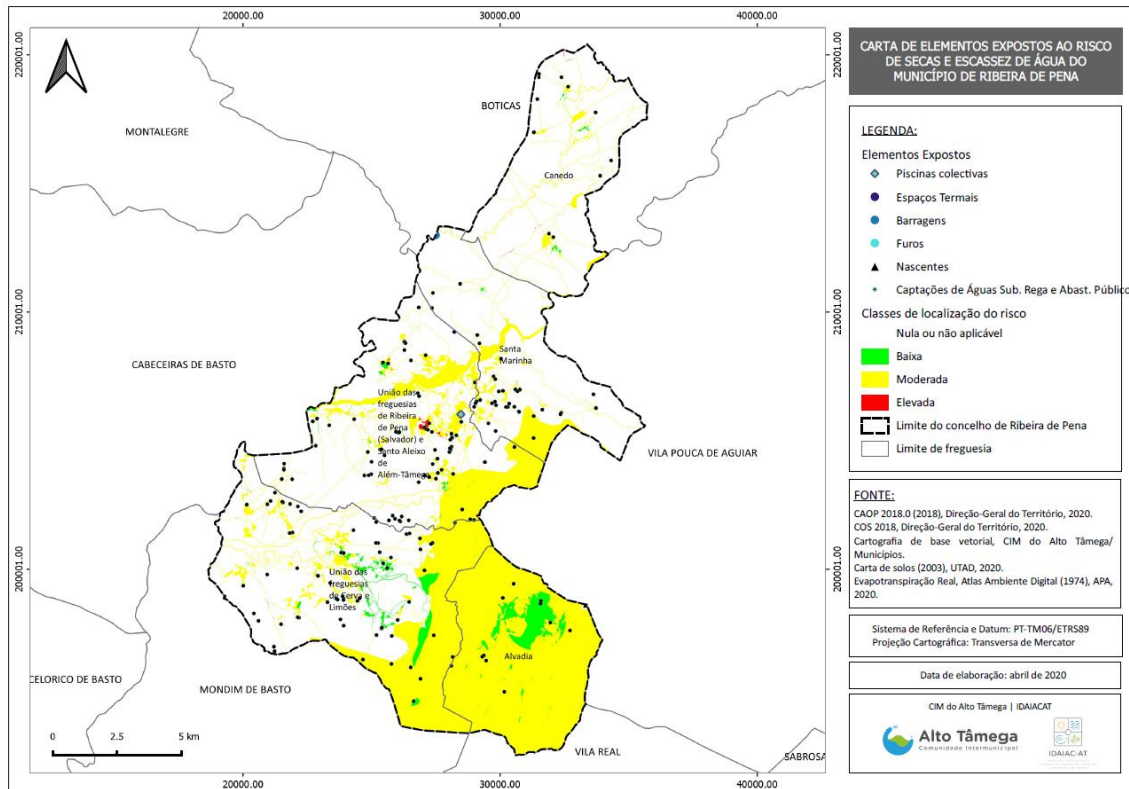 20000.00
30000.00
40000.00
220001.00
220001.00
210001.00
210001.00
200001.00
200001.00
20000.00
30000.00
40000.00
MONTALEGRE
BOTICAS
Canedo
CABECEIRAS DE BASTO
Santa
Marinha
União das
freguesias
de Ribeira
de Pena
(Salvador) e
Santo Aleixo
de
Além-Tâmega
VILA POUCA DE AGUIAR
União das
freguesias
de Cerva e
Limões
Alvadia
CELORICO DE BASTO
MONDIM DE BASTO
VILA REAL
SABROSA
0
2.5
5 km
CARTA DE ELEMENTOS EXPOSTOS AO RISCO
DE SECAS E ESCASSEZ DE ÁGUA DO
MUNICÍPIO DE RIBEIRA DE PENA
LEGENDA:
Elementos Expostos
Piscinas colectivas
Espaços Termais
Barragens
Furos
Nascentes
Captações de Águas Sub. Rega e Abast. Público
Classes de localização do risco
Nula ou não aplicável
Baixa
Moderada
Elevada
Limite do concelho de Ribeira de Pena
Limite de freguesia
FONTE:
CAOP 2018.0 (2018), Direção-Geral do Território, 2020.
COS 2018, Direção-Geral do Território, 2020.
Cartografia de base vetorial, CIM do Alto Tâmega/
Municípios.
Carta de solos (2003), UTAD, 2020.
Evapotranspiração Real, Atlas Ambiente Digital (1974), APA,
2020.
Sistema de Referência e Datum: PT-TM06/ETRS89
Projeção Cartográfica: Transversa de Mercator
Data de elaboração: abril de 2020
CIM do Alto Tâmega | IDAIACAT
Alto Tâmega
Comunidade Intermunicipal
IDAIAC-AT